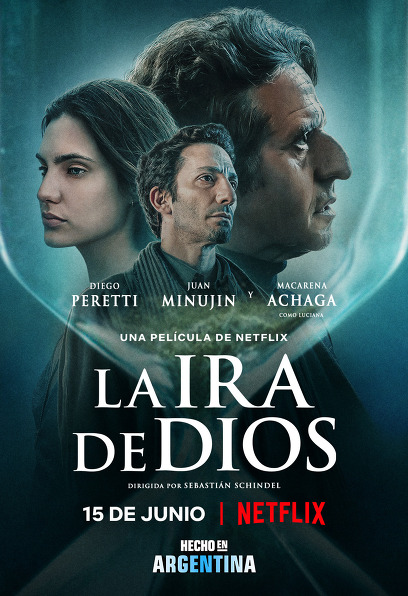 DIEGO
PERETTI
JUAN
MINUJIN
Y
MACARENA
ACHAGA
COMO LUCIANA
UNA PELÍCULA DE NETFLIX
LA IRA
DE DIOS
DIRIGIDA POR SEBASTIÁN SCHINDEL
15 DE JUNIO | NETFLIX
HECHO EN
ARGENTINA